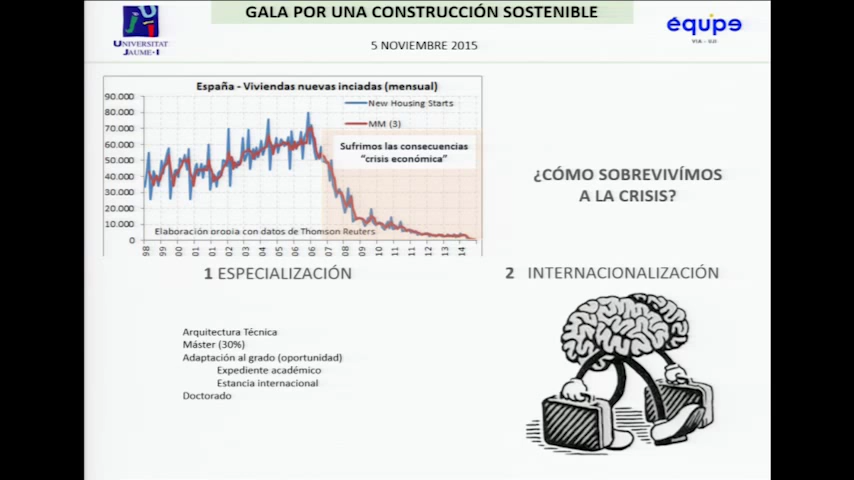 GALA POR UNA CONSTRUCCIÓN SOSTENIBLE
UNIVERSITAT
JAUME·I
5 NOVIEMBRE 2015
équipe
VIA - UJI
España - Viviendas nuevas inciadas (mensual)
90.000
80.000
70.000
60.000
50.000
40.000
30.000
20.000
10.000
0
New Housing Starts
MM (3)
Sufrimos las consecuencias
"crisis económica"
Elaboración propia con datos de Thomson Reuters
98 99 00 01 02 03 04 05 06 07 08 09 10 11 12 13 14
¿CÓMO SOBREVIVÍMOS
A LA CRISIS?
1 ESPECIALIZACIÓN
2 INTERNACIONALIZACIÓN
Arquitectura Técnica
Máster (30%)
Adaptación al grado (oportunidad)
Expediente académico
Estancia internacional
Doctorado